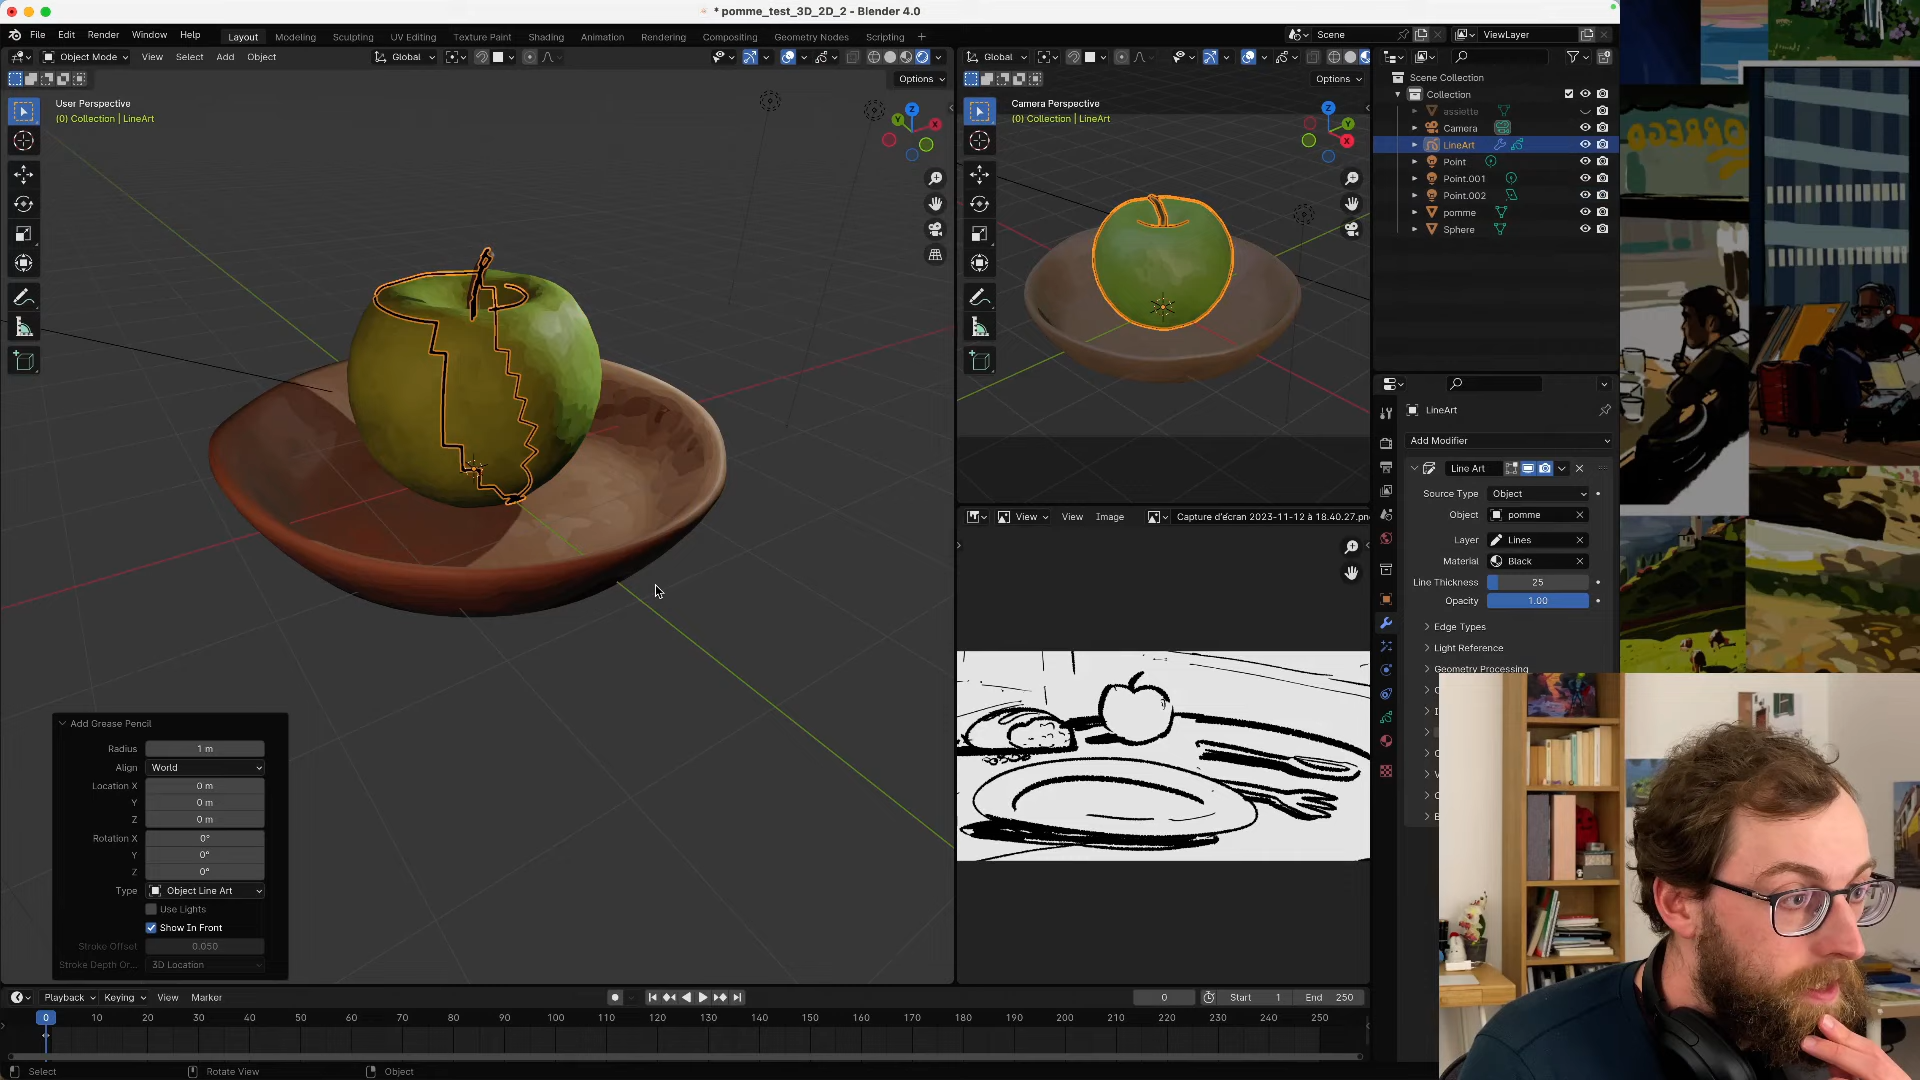 * pomme_test_3D_2D_2 - Blender 4.0
File Edit Render Window Help Layout Modeling Sculpting UV Editing Texture Paint Shading Animation Rendering Compositing Geometry Nodes Scripting + Scene ViewLayer
Object Mode View Select Add Object Global
Global
Options
Options
User Perspective
(0) Collection | LineArt
Camera Perspective
(0) Collection | LineArt
Scene Collection
Collection
assiette
Camera
LineArt
Point
Point.001
Point.002
pomme
Sphere
LineArt
Add Modifier
Line Art
Source Type Object
Object pomme
Layer Lines
Material Black
Line Thickness 25
Opacity 1.00
Edge Types
Light Reference
Geometry Processing
View View Image Capture d'écran 2023-11-12 à 18.40.27.pn
Add Grease Pencil
Radius 1 m
Align World
Location X 0 m
Y 0 m
Z 0 m
Rotation X 0°
Y 0°
Z 0°
Type Object Line Art
Use Lights
Show In Front
Stroke Offset 0.050
Stroke Depth Or... 3D Location
Playback Keying View Marker 0 Start 1 End 250
0 10 20 30 40 50 60 70 80 90 100 110 120 130 140 150 160 170 180 190 200 210 220 230 240 250
Select Rotate View Object